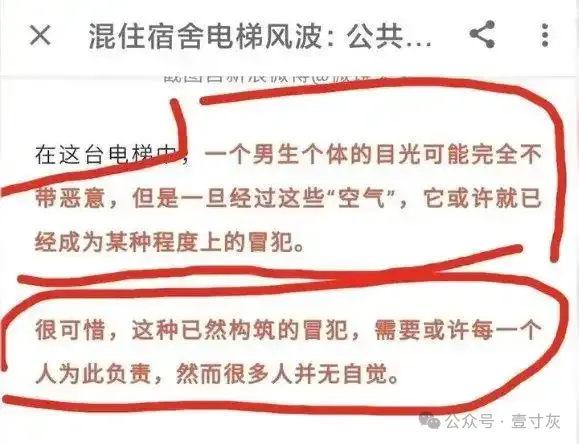 混住宿舍电梯风波：公共...
在这台电梯中，一个男生个体的目光可能完全不
带恶意，但是一旦经过这些“空气”，它或许就已
经成为某种程度上的冒犯。
很可惜，这种已然构筑的冒犯，需要或许每一个
人为此负责，然而很多人并无自觉。
公众号·壹寸灰